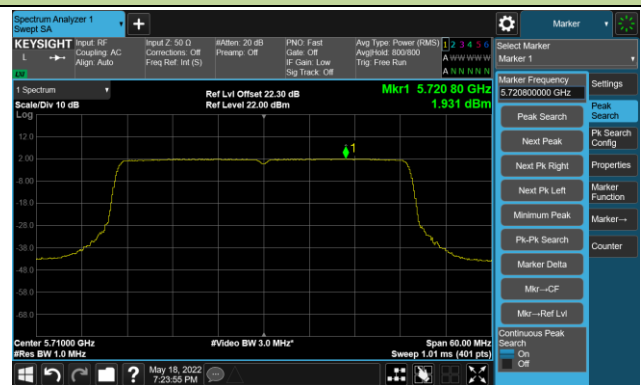 Spectrum Analyzer 1
Swept SA
+
Marker
KEYSIGHT
L
LW
Input: RF
Coupling: AC
Align: Auto
Input Z: 50 Ω
Corrections: Off
Freq Ref: Int (S)
#Atten: 20 dB
Preamp: Off
PNO: Fast
Gate: Off
IF Gain: Low
Sig Track: Off
Avg Type: Power (RMS)
Avg|Hold: 800/800
Trig: Free Run
1 2 3 4 5 6
A W W W W W
A N N N N N
Select Marker
Marker 1
1 Spectrum
Scale/Div 10 dB
Log
Ref Lvl Offset 22.30 dB
Ref Level 22.00 dBm
Mkr1 5.720 80 GHz
1.931 dBm
12.0
2.00
-8.00
-18.0
-28.0
-38.0
-48.0
-58.0
-68.0
1
Center 5.71000 GHz
#Res BW 1.0 MHz
#Video BW 3.0 MHz*
Span 60.00 MHz
Sweep 1.01 ms (401 pts)
Marker Frequency
5.720800000 GHz
Peak Search
Next Peak
Next Pk Right
Next Pk Left
Minimum Peak
Pk-Pk Search
Marker Delta
Mkr→CF
Mkr→Ref Lvl
Continuous Peak
Search
On
Off
Settings
Peak
Search
Pk Search
Config
Properties
Marker
Function
Marker→
Counter
?
May 18, 2022
7:23:55 PM